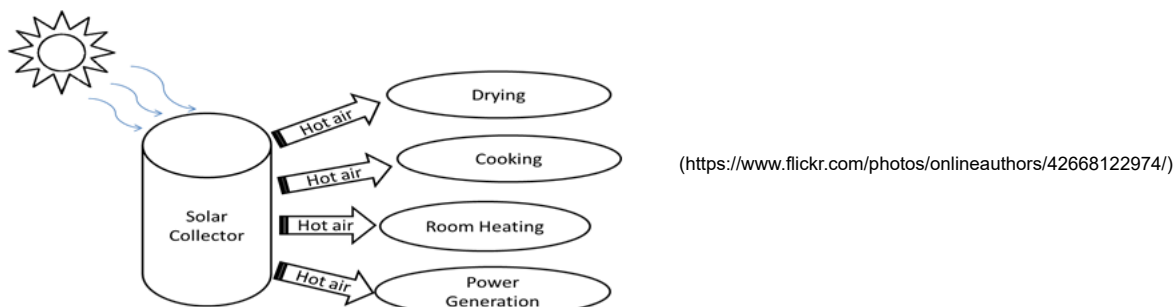 Hot air
Drying
Hot air
Cooking
(https://www.flickr.com/photos/onlineauthors/42668122974/)
Solar
Collector
Hot air
Room Heating
Hot air
Power
Generation